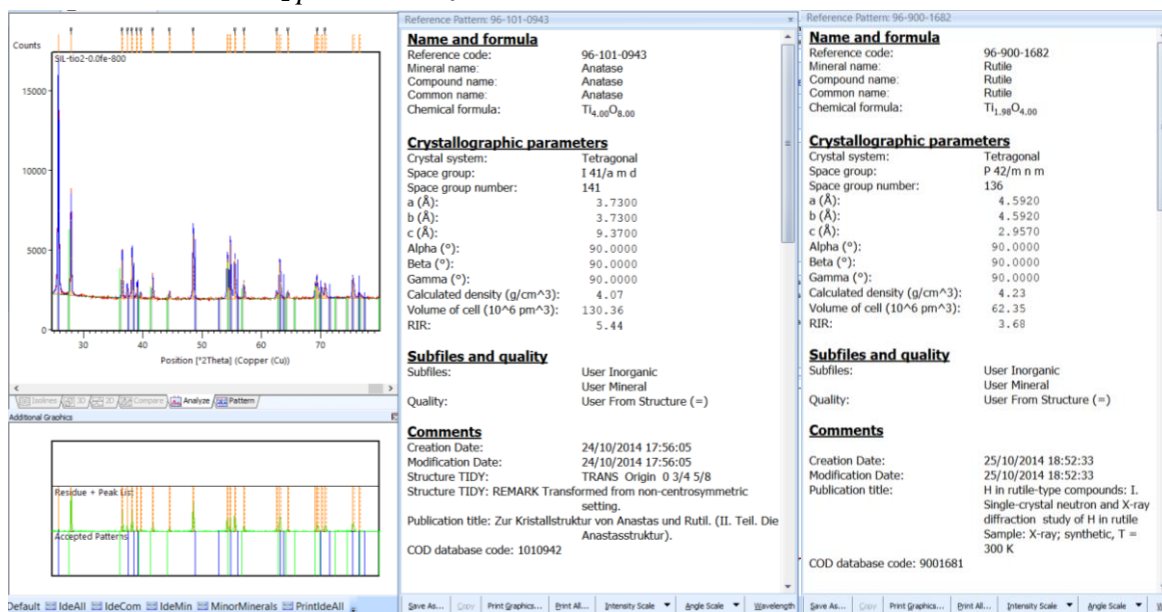 Counts
SIL-tio2-0.0fe-800
15000
10000
5000
0
30 40 50 60 70
Position [°2Theta] (Copper (Cu))
Isolines 3D 2D Compare Analyze Pattern
Additional Graphics
Residue + Peak List
Accepted Patterns
Default IdeAll IdeCom IdeMin MinorMinerals PrintIdeAll
Reference Pattern: 96-101-0943
Name and formula
Reference code: 96-101-0943
Mineral name: Anatase
Compound name: Anatase
Common name: Anatase
Chemical formula: Ti4.00O8.00
Crystallographic parameters
Crystal system: Tetragonal
Space group: I 41/a m d
Space group number: 141
a (Å): 3.7300
b (Å): 3.7300
c (Å): 9.3700
Alpha (°): 90.0000
Beta (°): 90.0000
Gamma (°): 90.0000
Calculated density (g/cm^3): 4.07
Volume of cell (10^6 pm^3): 130.36
RIR: 5.44
Subfiles and quality
Subfiles: User Inorganic
User Mineral
Quality: User From Structure (=)
Comments
Creation Date: 24/10/2014 17:56:05
Modification Date: 24/10/2014 17:56:05
Structure TIDY: TRANS Origin 0 3/4 5/8
Structure TIDY: REMARK Transformed from non-centrosymmetric
setting.
Publication title: Zur Kristallstruktur von Anastas und Rutil. (II. Teil. Die
Anastasstruktur).
COD database code: 1010942
Save As... Copy Print Graphics... Print All... Intensity Scale Angle Scale Wavelength
Reference Pattern: 96-900-1682
Name and formula
Reference code: 96-900-1682
Mineral name: Rutile
Compound name: Rutile
Common name: Rutile
Chemical formula: Ti1.98O4.00
Crystallographic parameters
Crystal system: Tetragonal
Space group: P 42/m n m
Space group number: 136
a (Å): 4.5920
b (Å): 4.5920
c (Å): 2.9570
Alpha (°): 90.0000
Beta (°): 90.0000
Gamma (°): 90.0000
Calculated density (g/cm^3): 4.23
Volume of cell (10^6 pm^3): 62.35
RIR: 3.68
Subfiles and quality
Subfiles: User Inorganic
User Mineral
Quality: User From Structure (=)
Comments
Creation Date: 25/10/2014 18:52:33
Modification Date: 25/10/2014 18:52:33
Publication title: H in rutile-type compounds: I.
Single-crystal neutron and X-ray
diffraction study of H in rutile
Sample: X-ray; synthetic, T =
300 K
COD database code: 9001681
Save As... Copy Print Graphics... Print All... Intensity Scale Angle Scale